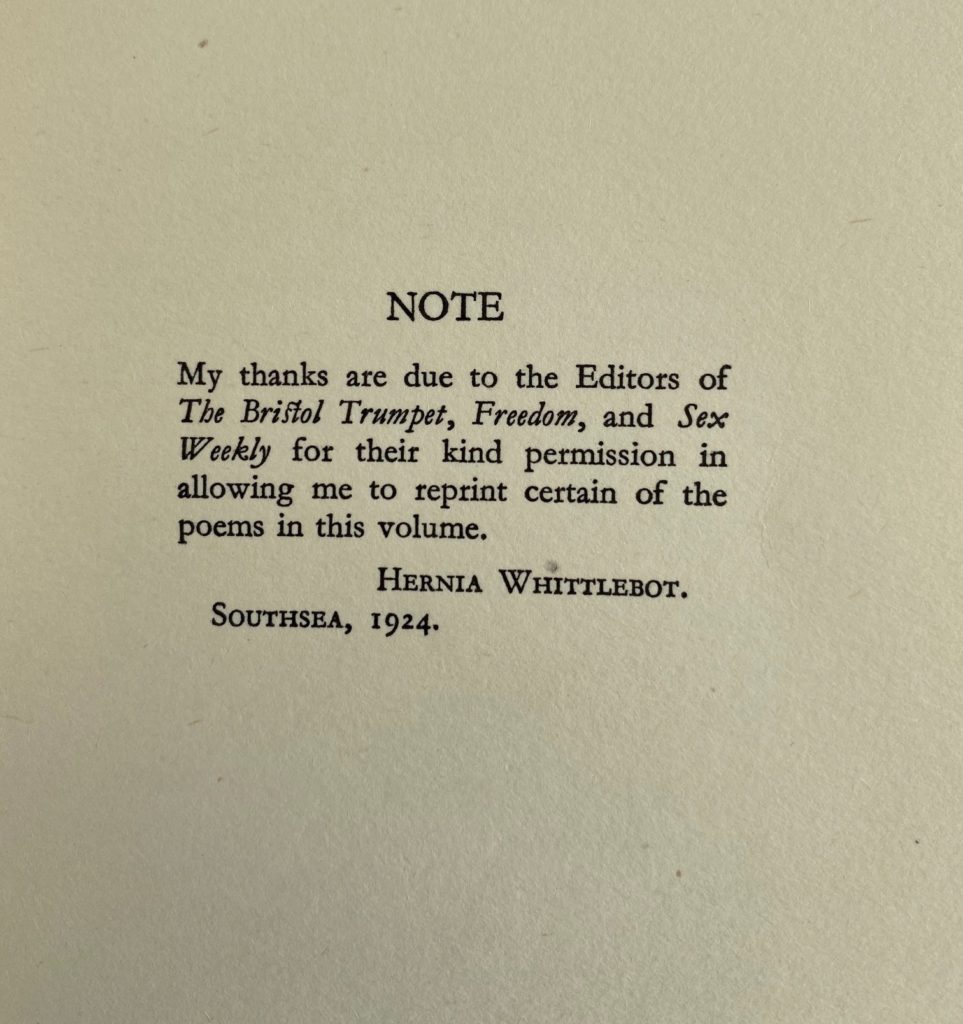 NOTE
My thanks are due to the Editors of
The Bristol Trumpet, Freedom, and Sex
Weekly for their kind permission in
allowing me to reprint certain of the
poems in this volume.
Hernia Whittlebot.
Southsea, 1924.